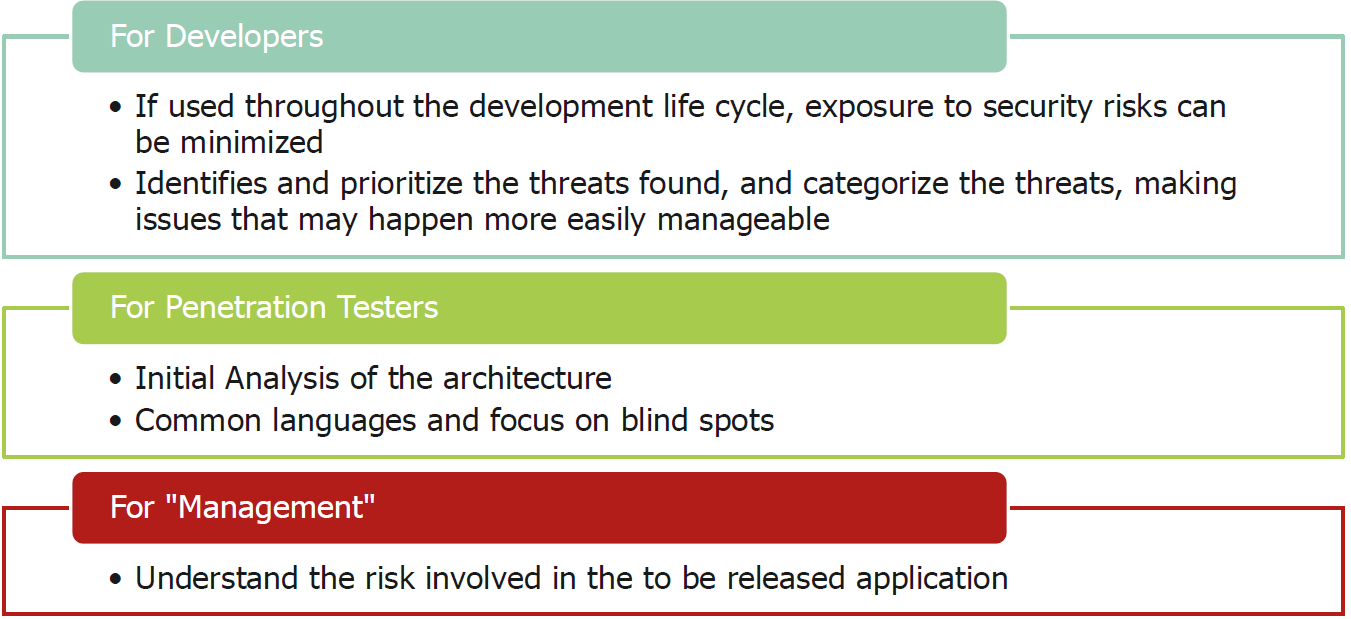 For Developers
• If used throughout the development life cycle, exposure to security risks can
be minimized
• Identifies and prioritize the threats found, and categorize the threats, making
issues that may happen more easily manageable
For Penetration Testers
• Initial Analysis of the architecture
• Common languages and focus on blind spots
For "Management"
• Understand the risk involved in the to be released application